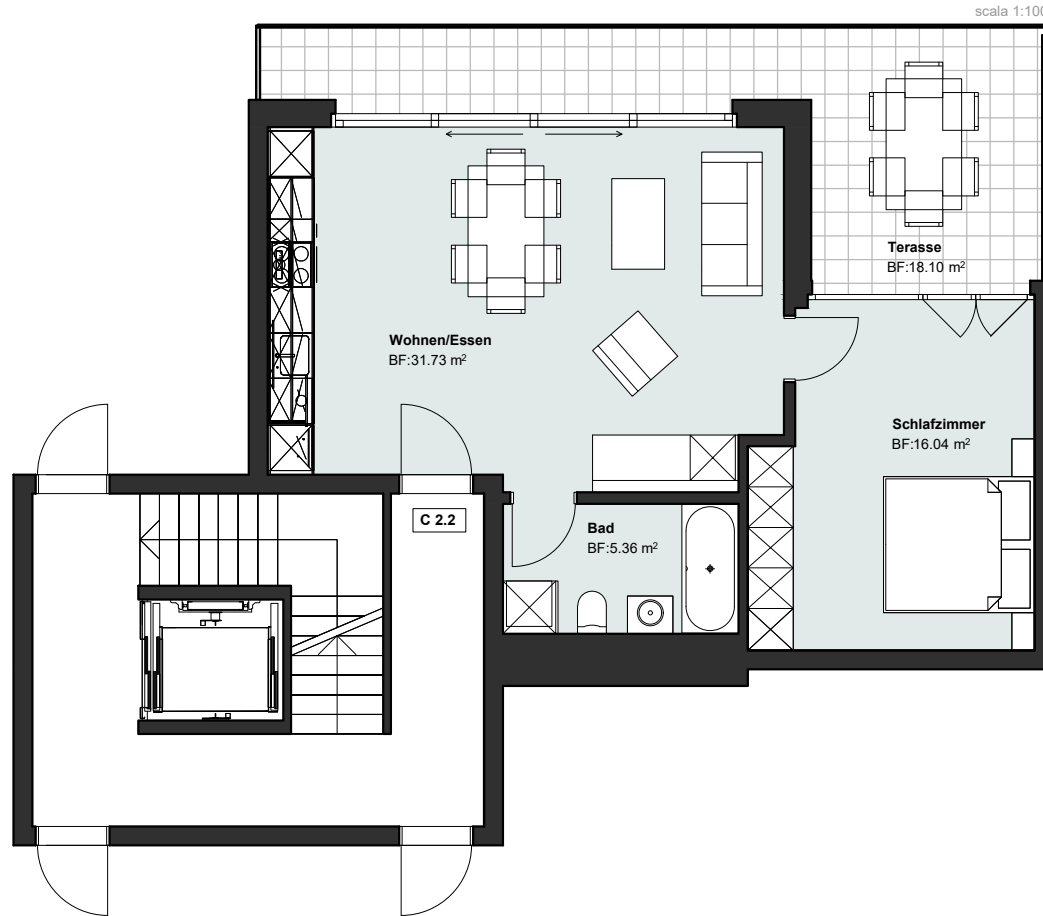 scala 1:100
Terasse
BF:18.10 m²
Wohnen/Essen
BF:31.73 m²
Schlafzimmer
BF:16.04 m²
C 2.2
Bad
BF:5.36 m²